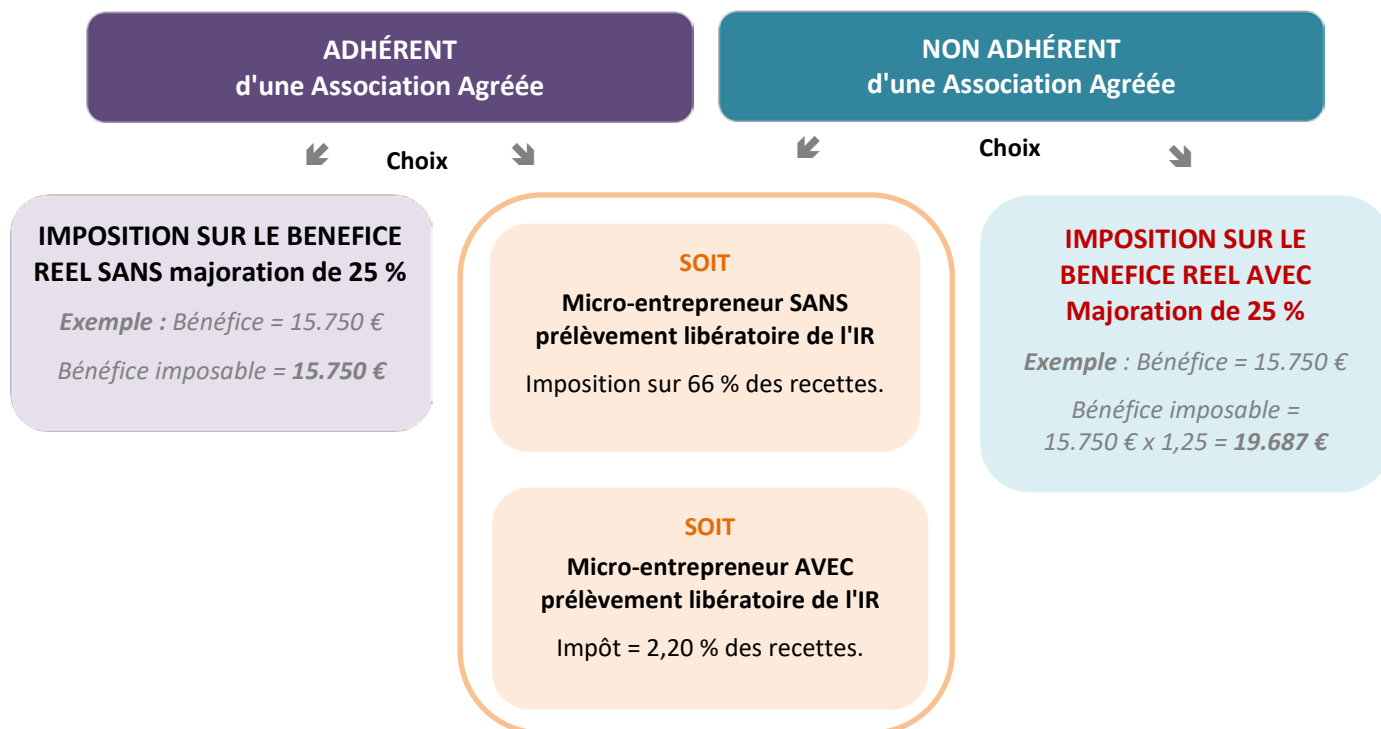 ADHÉRENT
d'une Association Agréée
NON ADHÉRENT
d'une Association Agréée
Choix
Choix
IMPOSITION SUR LE BENEFICE
REEL SANS majoration de 25 %
Exemple : Bénéfice = 15.750 €
Bénéfice imposable = 15.750 €
SOIT
Micro-entrepreneur SANS
prélèvement libératoire de l'IR
Imposition sur 66 % des recettes.
SOIT
Micro-entrepreneur AVEC
prélèvement libératoire de l'IR
Impôt = 2,20 % des recettes.
IMPOSITION SUR LE
BENEFICE REEL AVEC
Majoration de 25 %
Exemple : Bénéfice = 15.750 €
Bénéfice imposable =
15.750 € x 1,25 = 19.687 €